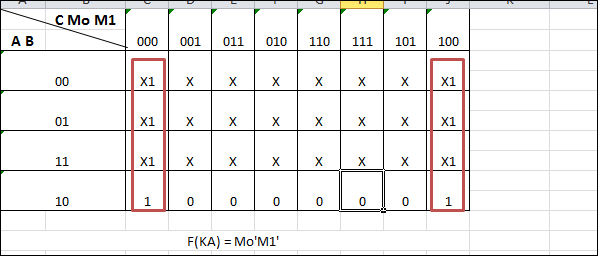 C Mo M1
A B 000 001 011 010 110 111 101 100
00 X1 X X X X X X X1
01 X1 X X X X X X X1
11 X1 X X X X X X X1
10 1 0 0 0 0 0 0 1
F(KA) = Mo'M1'